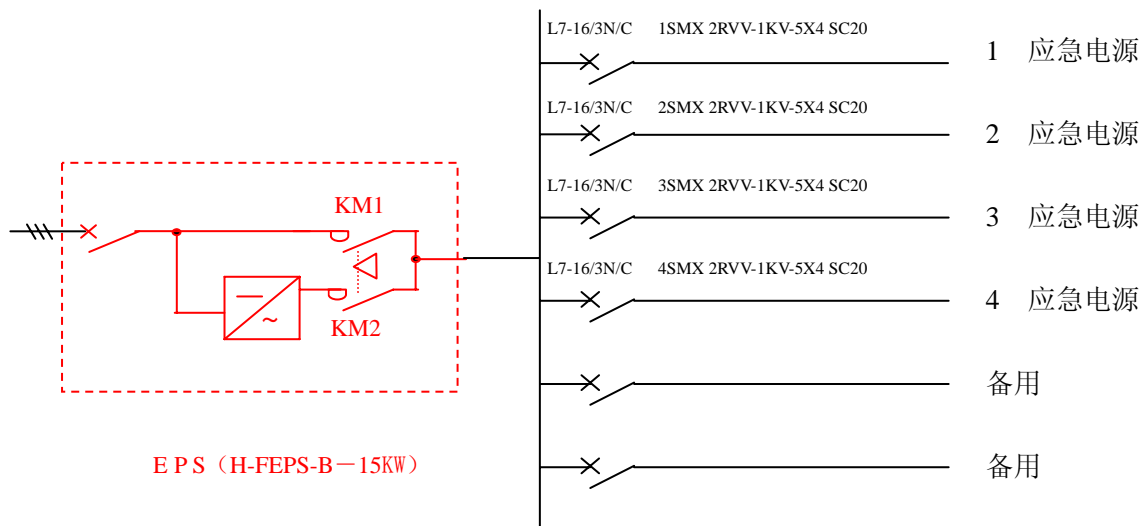 L7-16/3N/C 1SMX 2RVV-1KV-5X4 SC20
1 应急电源
L7-16/3N/C 2SMX 2RVV-1KV-5X4 SC20
2 应急电源
L7-16/3N/C 3SMX 2RVV-1KV-5X4 SC20
3 应急电源
KM1
L7-16/3N/C 4SMX 2RVV-1KV-5X4 SC20
4 应急电源
~
KM2
备用
E P S（H-FEPS-B－15KW）
备用